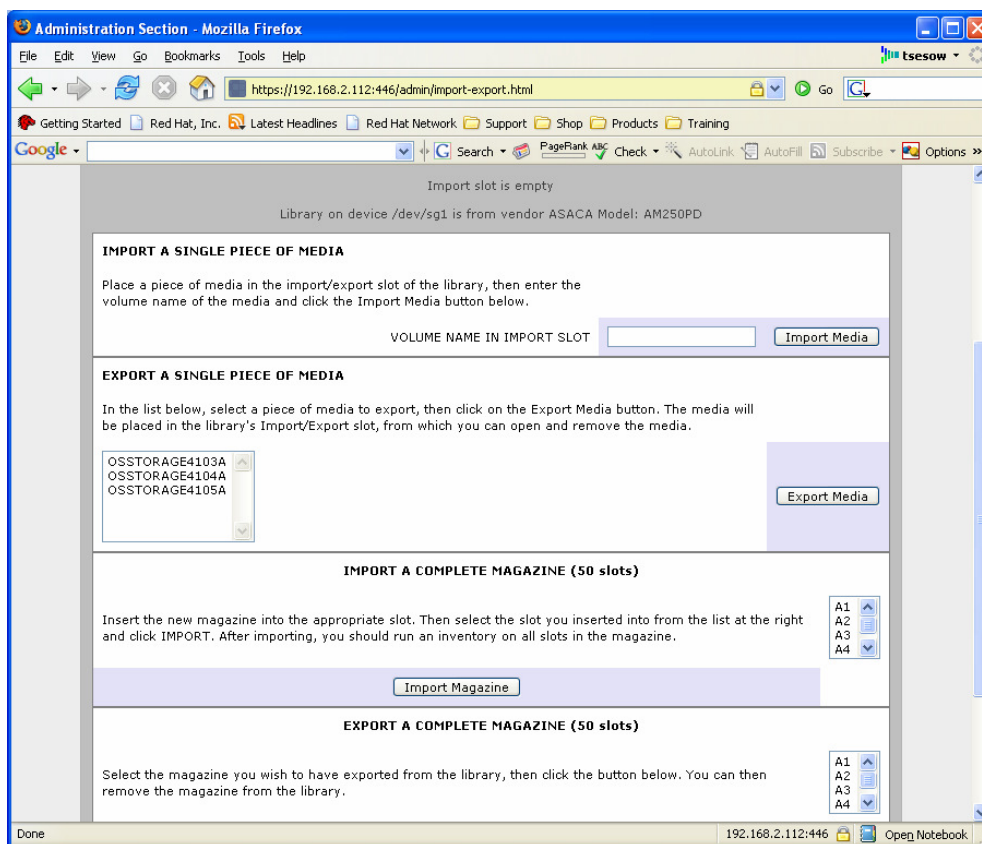 Administration Section - Mozilla Firefox
File Edit View Go Bookmarks Tools Help
tsesow
https://192.168.2.112:446/admin/import-export.html
Go
G
Getting Started Red Hat, Inc. Latest Headlines Red Hat Network Support Shop Products Training
Google G Search PageRank ABC Check AutoLink AutoFill Subscribe Options »
Import slot is empty
Library on device /dev/sg1 is from vendor ASACA Model: AM250PD
IMPORT A SINGLE PIECE OF MEDIA
Place a piece of media in the import/export slot of the library, then enter the
volume name of the media and click the Import Media button below.
VOLUME NAME IN IMPORT SLOT Import Media
EXPORT A SINGLE PIECE OF MEDIA
In the list below, select a piece of media to export, then click on the Export Media button. The media will
be placed in the library's Import/Export slot, from which you can open and remove the media.
OSSTORAGE4103A
OSSTORAGE4104A
OSSTORAGE4105A
Export Media
IMPORT A COMPLETE MAGAZINE (50 slots)
Insert the new magazine into the appropriate slot. Then select the slot you inserted into from the list at the right
and click IMPORT. After importing, you should run an inventory on all slots in the magazine.
A1
A2
A3
A4
Import Magazine
EXPORT A COMPLETE MAGAZINE (50 slots)
Select the magazine you wish to have exported from the library, then click the button below. You can then
remove the magazine from the library.
A1
A2
A3
A4
Done 192.168.2.112:446 Open Notebook